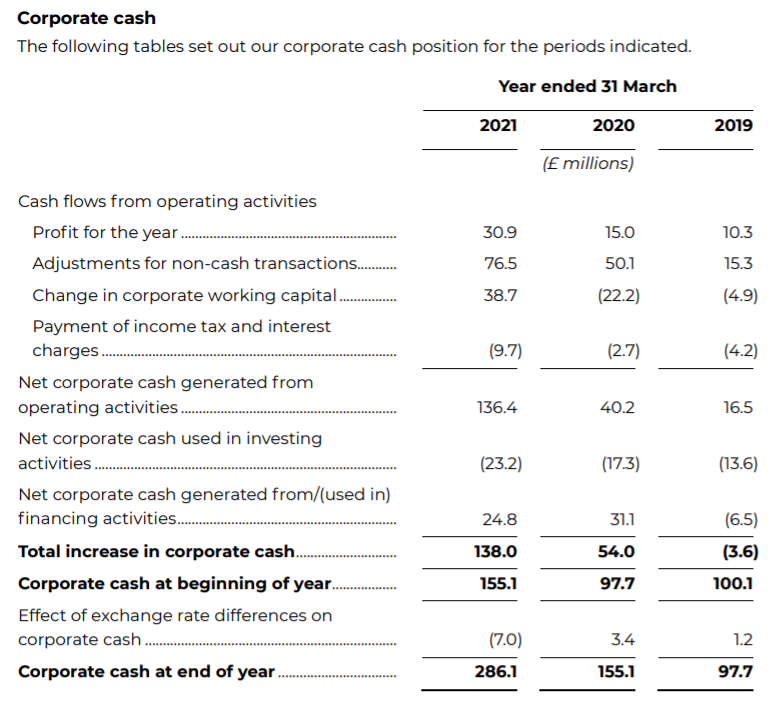 Corporate cash
The following tables set out our corporate cash position for the periods indicated.
Year ended 31 March
2021 2020 2019
(£ millions)
Cash flows from operating activities
Profit for the year 30.9 15.0 10.3
Adjustments for non-cash transactions 76.5 50.1 15.3
Change in corporate working capital 38.7 (22.2) (4.9)
Payment of income tax and interest
charges (9.7) (2.7) (4.2)
Net corporate cash generated from
operating activities 136.4 40.2 16.5
Net corporate cash used in investing
activities (23.2) (17.3) (13.6)
Net corporate cash generated from/(used in)
financing activities 24.8 31.1 (6.5)
Total increase in corporate cash 138.0 54.0 (3.6)
Corporate cash at beginning of year 155.1 97.7 100.1
Effect of exchange rate differences on
corporate cash (7.0) 3.4 1.2
Corporate cash at end of year 286.1 155.1 97.7